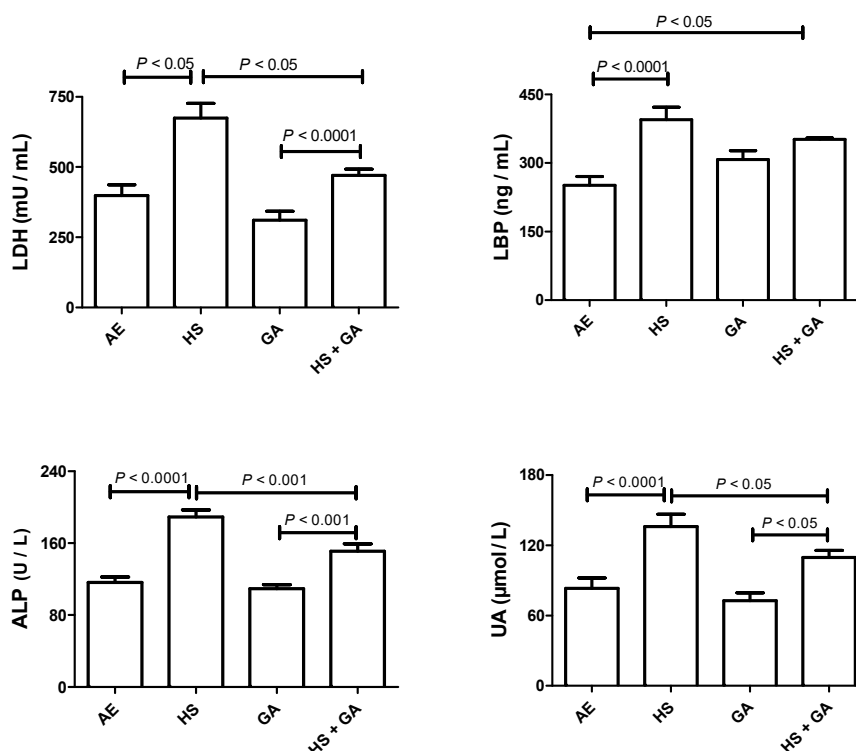 P < 0.05
P < 0.05
P < 0.0001
LDH (mU / mL)
750
500
250
0
AE
HS
GA
HS + GA
P < 0.05
P < 0.0001
LBP (ng / mL)
450
300
150
0
AE
HS
GA
HS + GA
P < 0.0001
P < 0.001
P < 0.001
ALP (U / L)
240
160
80
0
AE
HS
GA
HS + GA
P < 0.0001
P < 0.05
P < 0.05
UA (μmol / L)
180
120
60
0
AE
HS
GA
HS + GA